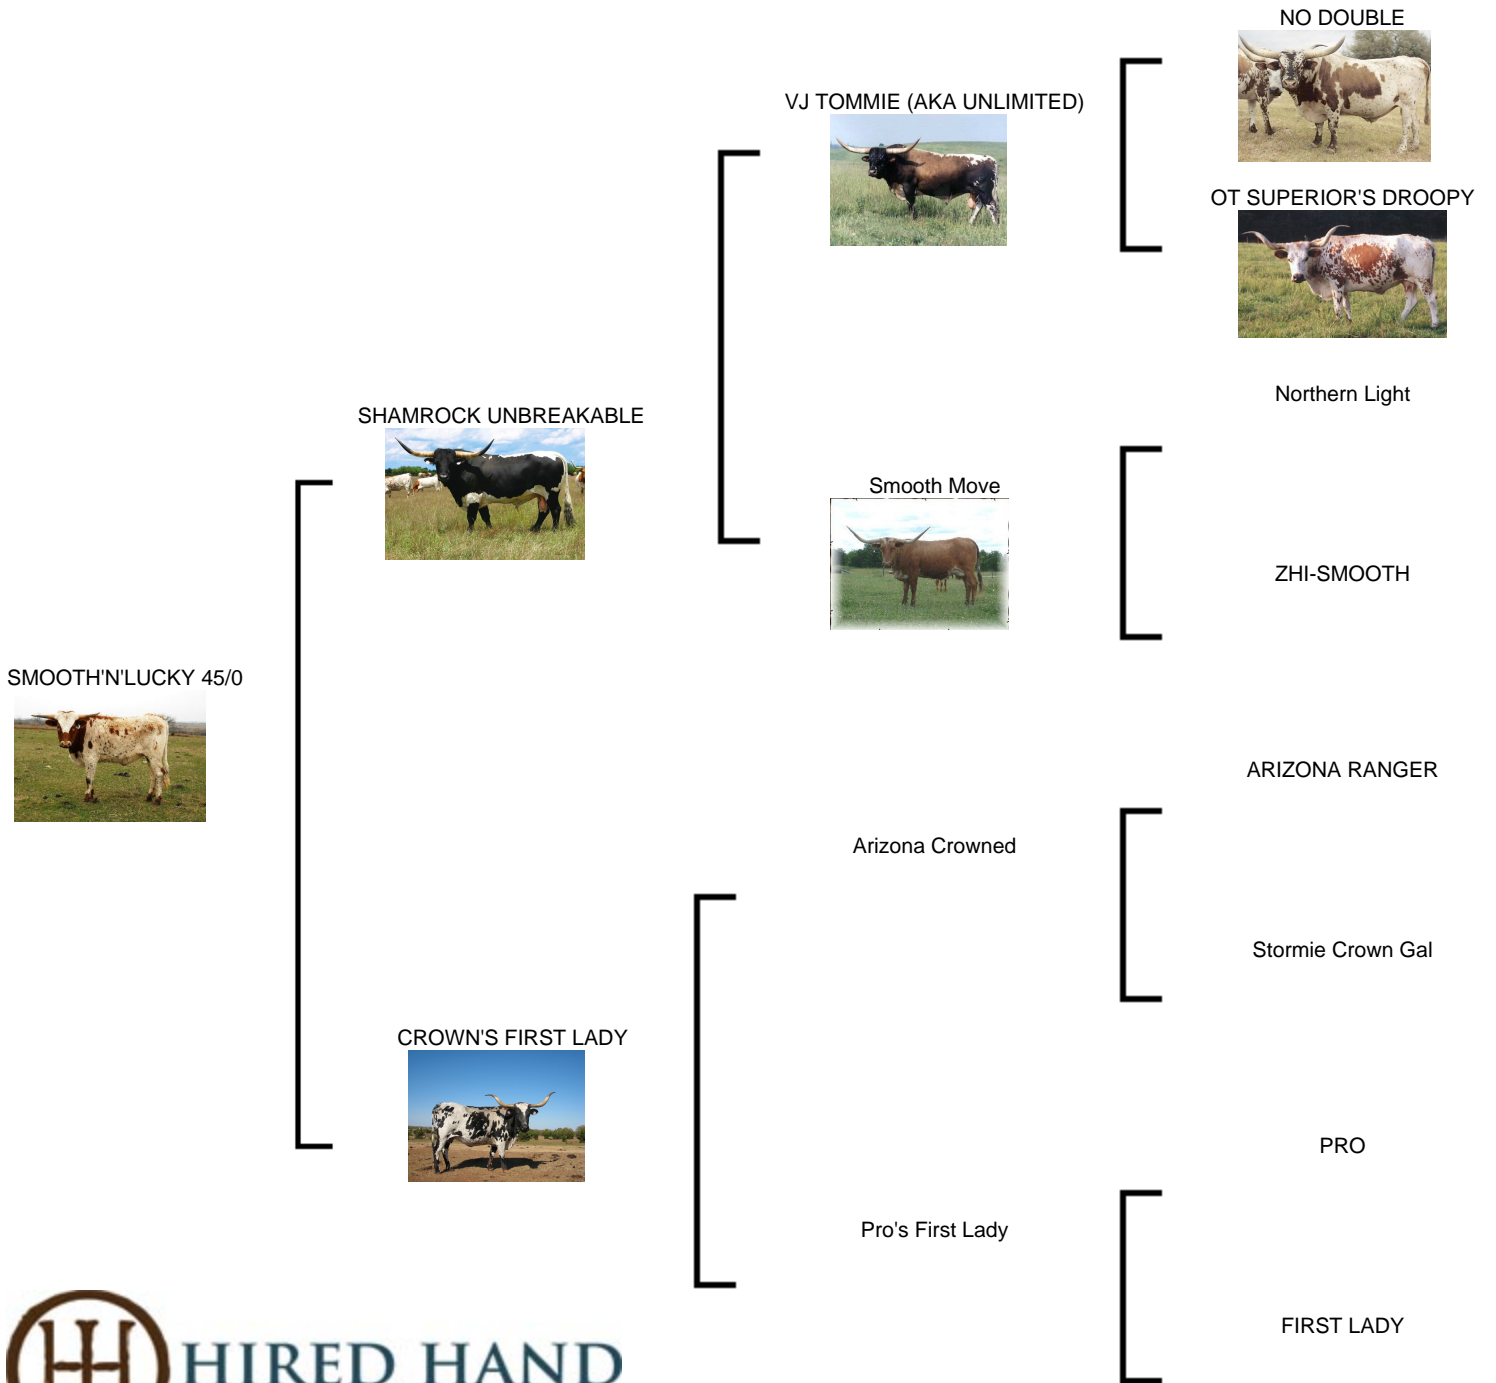 NO DOUBLE
VJ TOMMIE (AKA UNLIMITED)
OT SUPERIOR'S DROOPY
Northern Light
SHAMROCK UNBREAKABLE
Smooth Move
ZHI-SMOOTH
SMOOTH'N'LUCKY 45/0
ARIZONA RANGER
Arizona Crowned
Stormie Crown Gal
CROWN'S FIRST LADY
PRO
Pro's First Lady
FIRST LADY
HIRED HAND